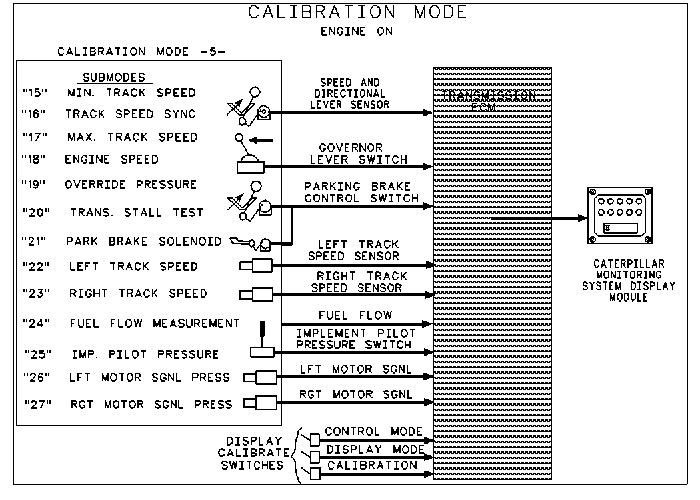 CALIBRATION MODE
ENGINE ON
CALIBRATION MODE -5-
SUBMODES
"15" MIN. TRACK SPEED
"16" TRACK SPEED SYNC
"17" MAX. TRACK SPEED
"18" ENGINE SPEED
"19" OVERRIDE PRESSURE
"20" TRANS. STALL TEST
"21" PARK BRAKE SOLENOID
"22" LEFT TRACK SPEED
"23" RIGHT TRACK SPEED
"24" FUEL FLOW MEASUREMENT
"25" IMP. PILOT PRESSURE
"26" LFT MOTOR SGNL PRESS
"27" RGT MOTOR SGNL PRESS
SPEED AND
DIRECTIONAL
LEVER SENSOR
GOVERNOR
LEVER SWITCH
PARKING BRAKE
CONTROL SWITCH
LEFT TRACK
SPEED SENSOR
RIGHT TRACK
SPEED SENSOR
FUEL FLOW
IMPLEMENT PILOT
PRESSURE SWITCH
LFT MOTOR SGNL
RGT MOTOR SGNL
DISPLAY
CALIBRATE
SWITCHES
CONTROL MODE
DISPLAY MODE
CALIBRATION
TRANSMISSION
ECM
CATERPILLAR
MONITORING
SYSTEM DISPLAY
MODULE